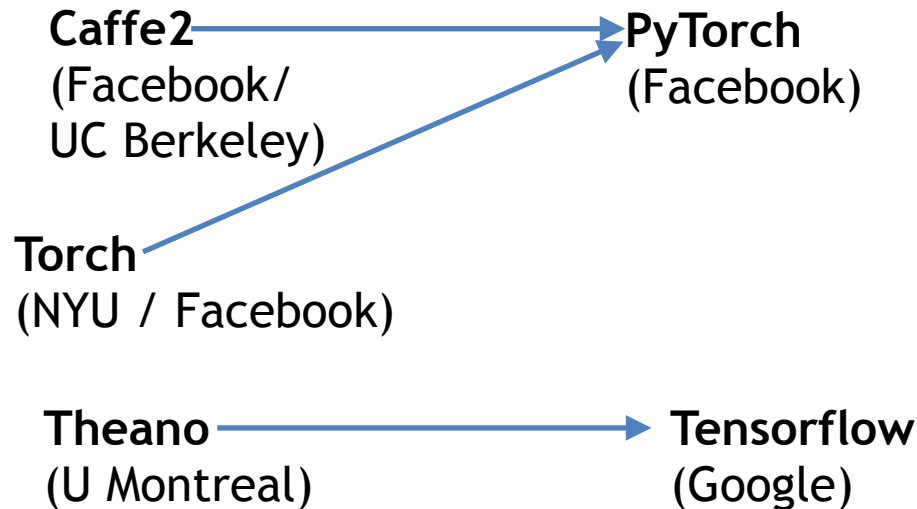 Caffe2
(Facebook/
UC Berkeley)
PyTorch
(Facebook)
Torch
(NYU / Facebook)
Theano
(U Montreal)
Tensorflow
(Google)